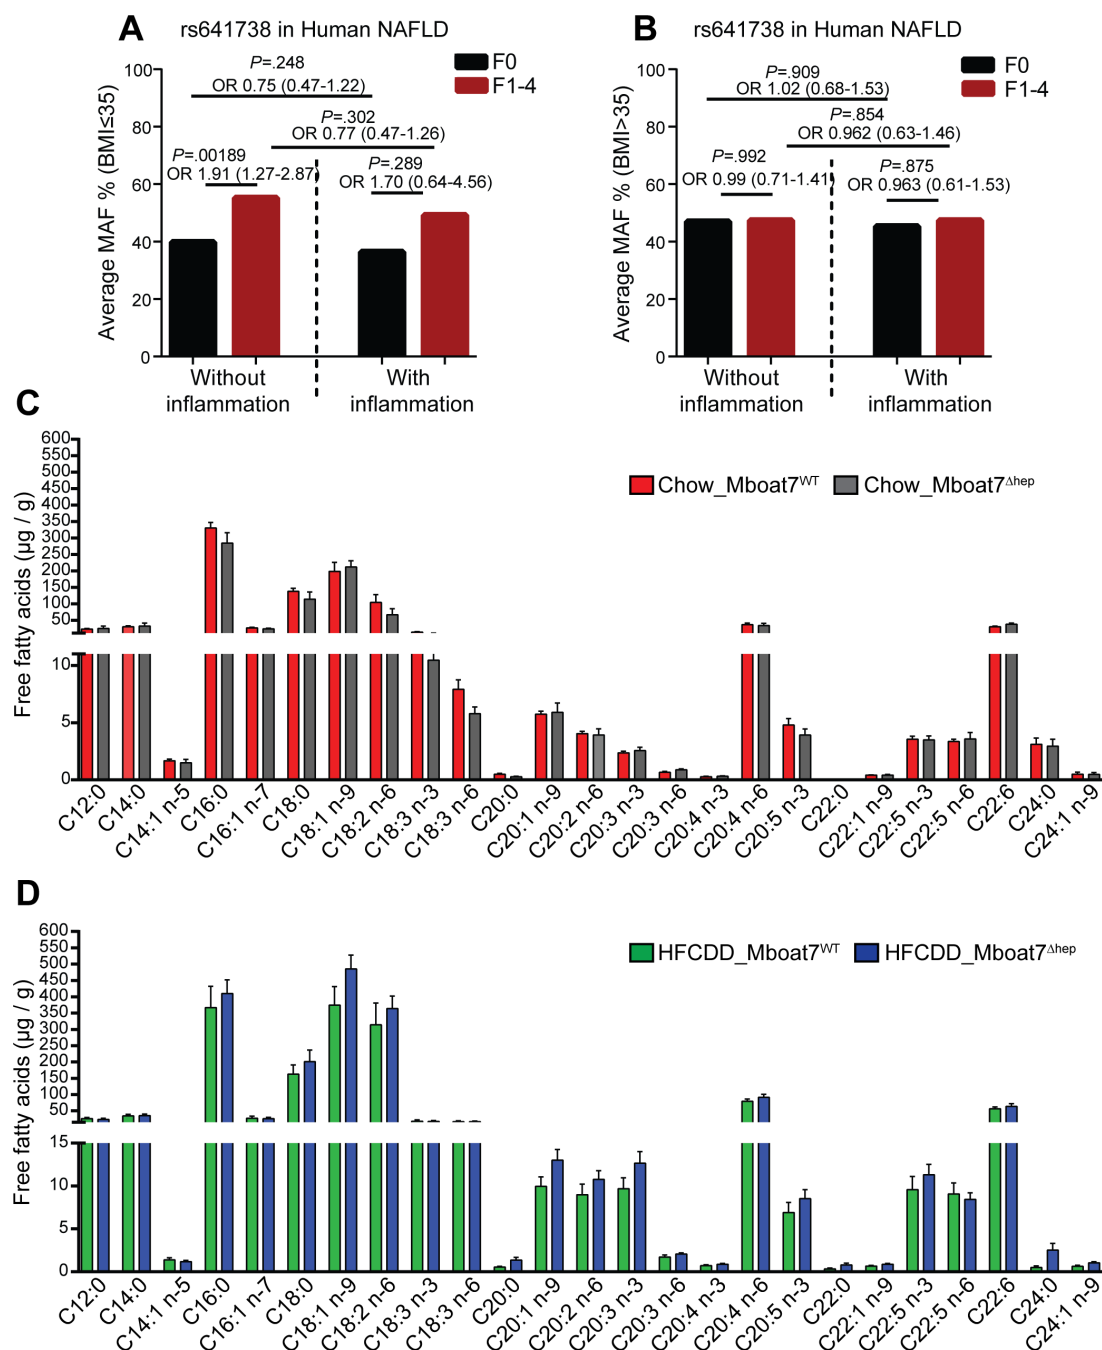 A
rs641738 in Human NAFLD
F0
F1-4
P=.248
OR 0.75 (0.47-1.22)
P=.302
OR 0.77 (0.47-1.26)
P=.00189
OR 1.91 (1.27-2.87)
P=.289
OR 1.70 (0.64-4.56)
Average MAF % (BMI≤35)
100
80
60
40
20
0
Without
inflammation
With
inflammation
B
rs641738 in Human NAFLD
F0
F1-4
P=.909
OR 1.02 (0.68-1.53)
P=.854
OR 0.962 (0.63-1.46)
P=.992
OR 0.99 (0.71-1.41)
P=.875
OR 0.963 (0.61-1.53)
Average MAF % (BMI>35)
100
80
60
40
20
0
Without
inflammation
With
inflammation
C
Chow_Mboat7WT
Chow_Mboat7Δhep
Free fatty acids (µg / g)
600
550
500
450
400
350
300
250
200
150
100
50
10
5
0
C12:0
C14:0
C14:1 n-5
C16:0
C16:1 n-7
C18:0
C18:1 n-9
C18:2 n-6
C18:3 n-3
C18:3 n-6
C20:0
C20:1 n-9
C20:2 n-6
C20:3 n-3
C20:3 n-6
C20:4 n-3
C20:4 n-6
C20:5 n-3
C22:0
C22:1 n-9
C22:5 n-3
C22:5 n-6
C22:6
C24:0
C24:1 n-9
D
HFCDD_Mboat7WT
HFCDD_Mboat7Δhep
Free fatty acids (µg / g)
600
550
500
450
400
350
300
250
200
150
100
50
15
10
5
0
C12:0
C14:0
C14:1 n-5
C16:0
C16:1 n-7
C18:0
C18:1 n-9
C18:2 n-6
C18:3 n-3
C18:3 n-6
C20:0
C20:1 n-9
C20:2 n-6
C20:3 n-3
C20:3 n-6
C20:4 n-3
C20:4 n-6
C20:5 n-3
C22:0
C22:1 n-9
C22:5 n-3
C22:5 n-6
C22:6
C24:0
C24:1 n-9